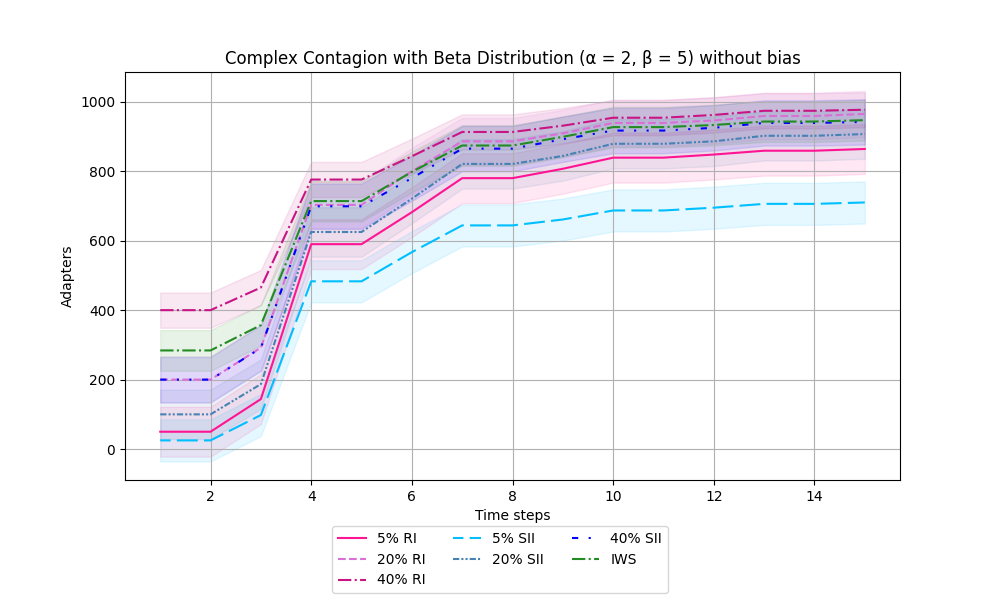 Complex Contagion with Beta Distribution (α = 2, β = 5) without bias
1000
800
600
400
200
0
Adapters
2 4 6 8 10 12 14
Time steps
5% RI 5% SII 40% SII
20% RI 20% SII IWS
40% RI